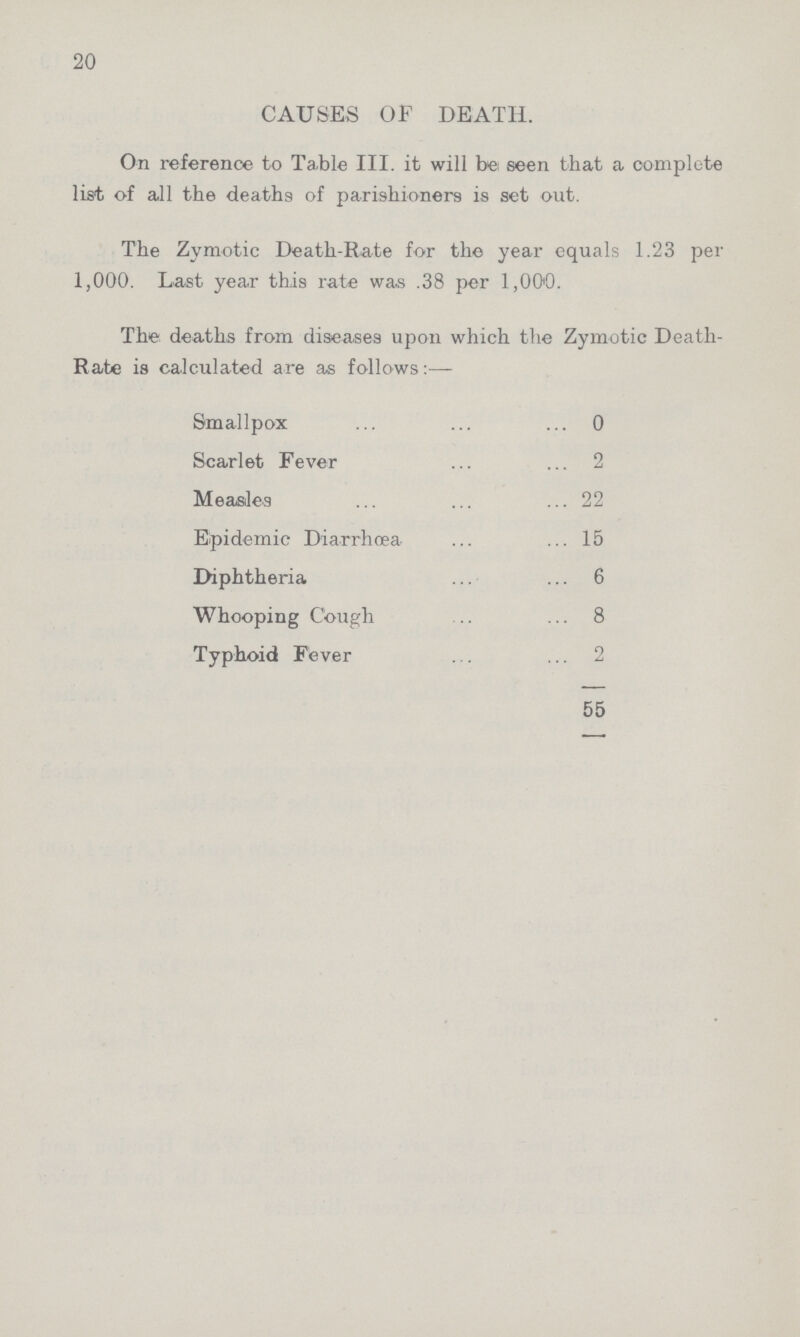 20
CAUSES OF DEATH.
On reference to Table III. it will be seen that a complete
list of all the deaths of parishioners is set out.
The Zymotic Death-Rate for the year equals 1.23 per
1,000. Last year this rate was .38 per 1,000.
The deaths from diseases upon which the Zymotic Death-
Rate is calculated are as follows:—
Smallpox ... ... ... 0
Scarlet Fever ... ... 2
Measles ... ... ... 22
Epidemic Diarrhœa ... ... 15
Diphtheria ... ... 6
Whooping Cough ... ... 8
Typhoid Fever ... ... 2
55